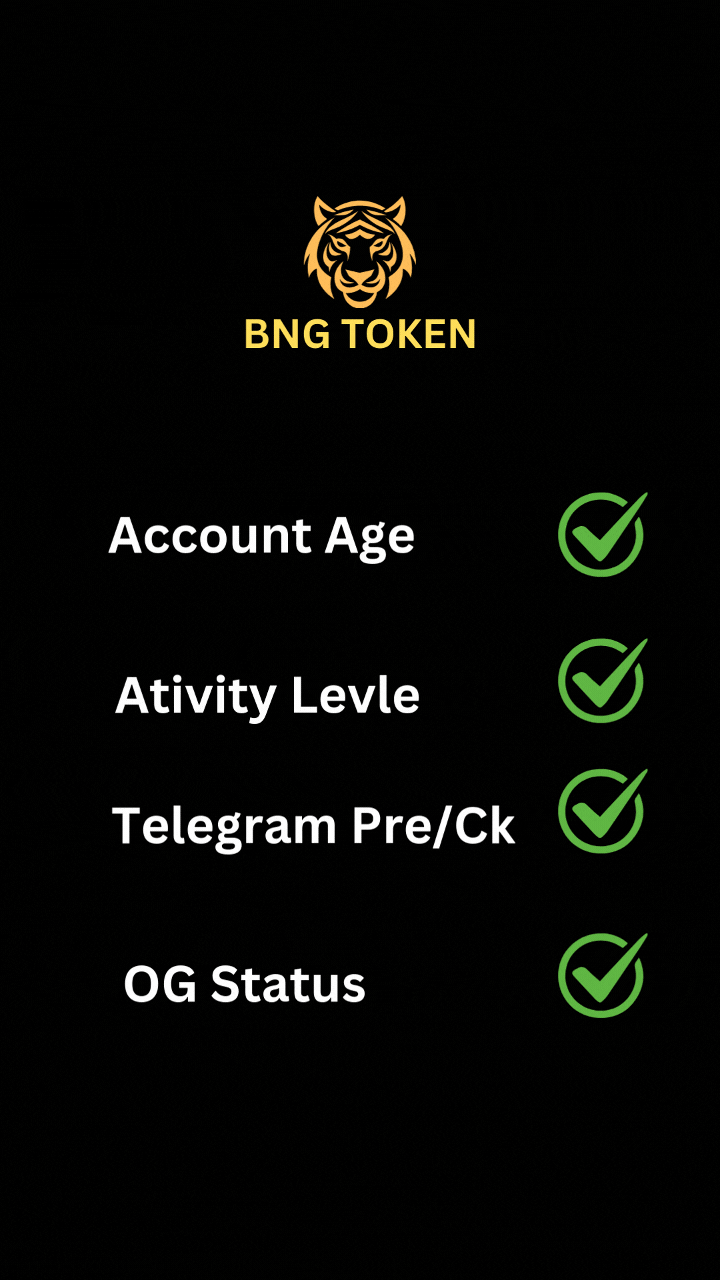 BNG TOKEN
Account Age
Ativity Levle
Telegram Pre/Ck
OG Status